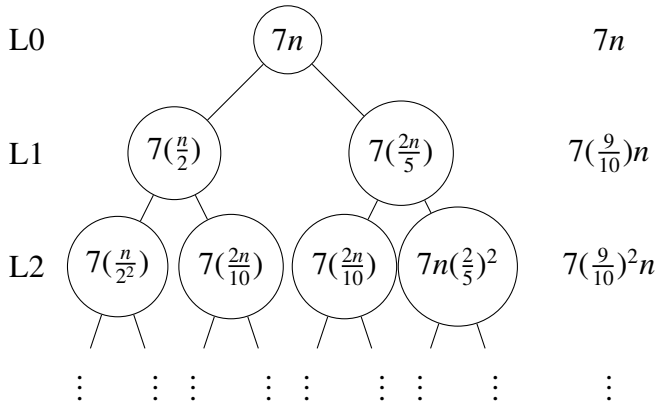 L0 7n 7n
L1 7(n/2) 7(2n/5) 7(9/10)n
L2 7(n/2²) 7(2n/10) 7(2n/10) 7n(2/5)² 7(9/10)²n
⋮ ⋮ ⋮ ⋮ ⋮ ⋮ ⋮ ⋮ ⋮